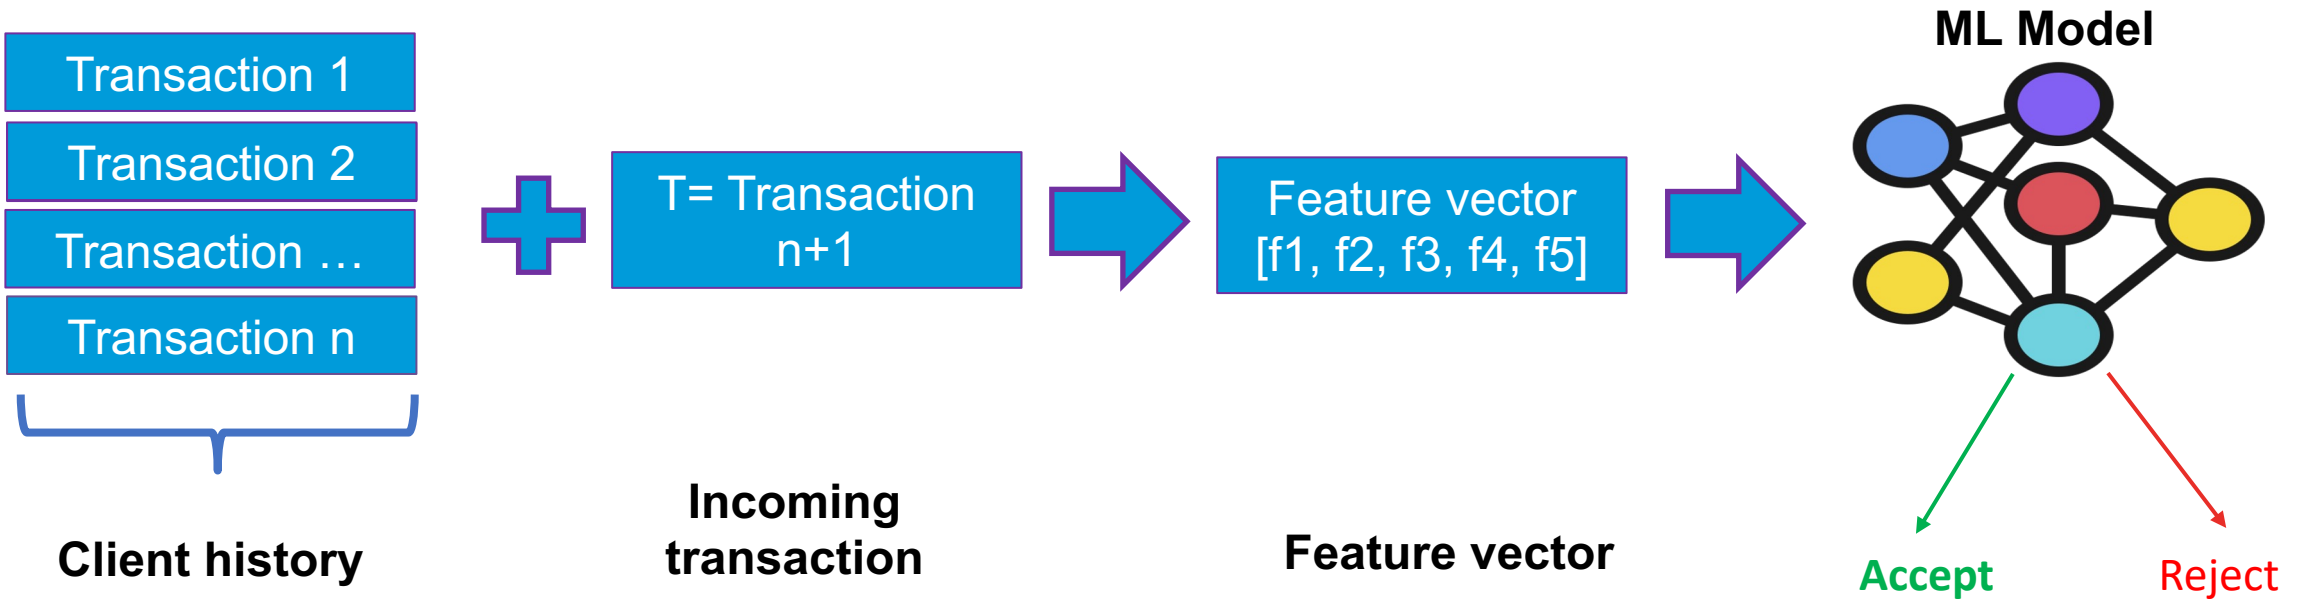 Transaction 1
Transaction 2
Transaction …
Transaction n
Client history
T= Transaction
n+1
Incoming
transaction
Feature vector
[f1, f2, f3, f4, f5]
Feature vector
ML Model
Accept
Reject